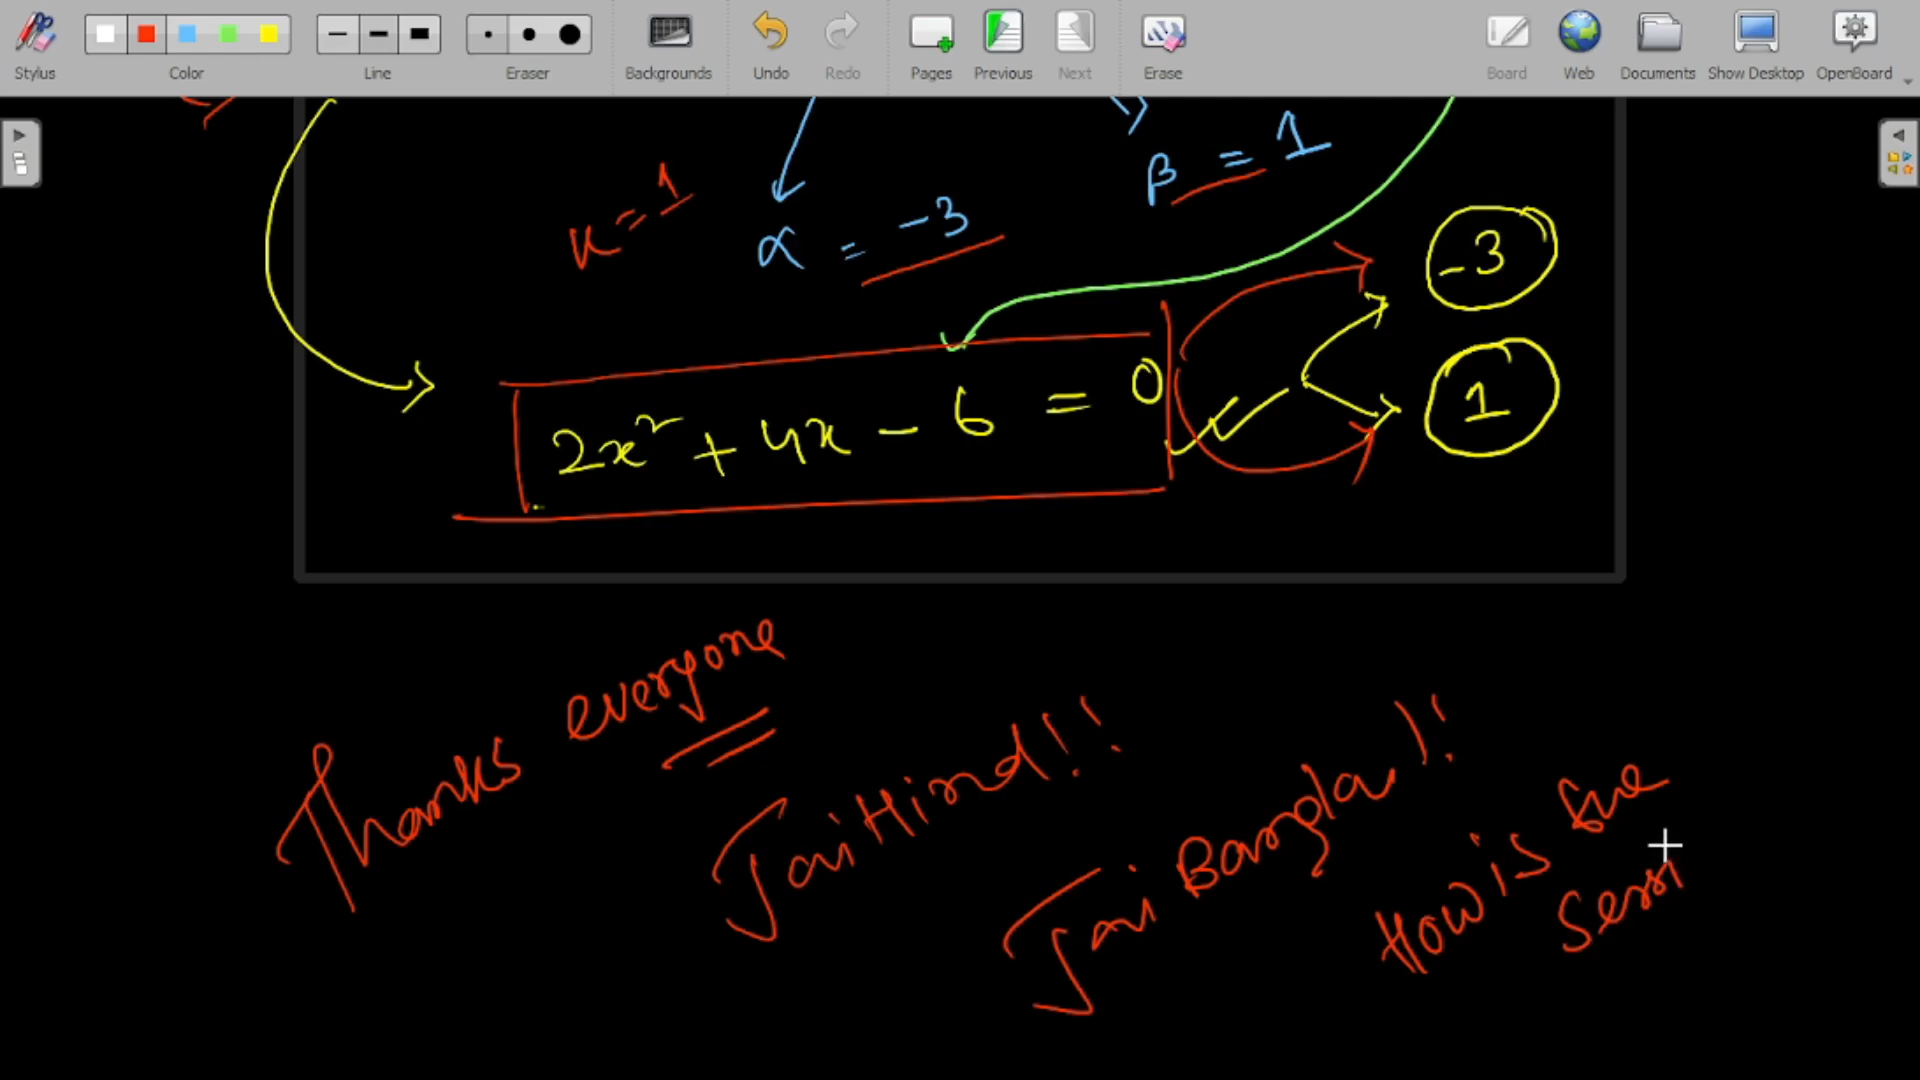 Stylus Color Line Eraser Backgrounds Undo Redo Pages Previous Next Erase Board Web Documents Show Desktop OpenBoard
β = 1
α = -3
-3
2x² + 4x - 6 = 0
1
Thanks everyone
Jai Hind!!
Jai Bangla!!
How is the
Sessi